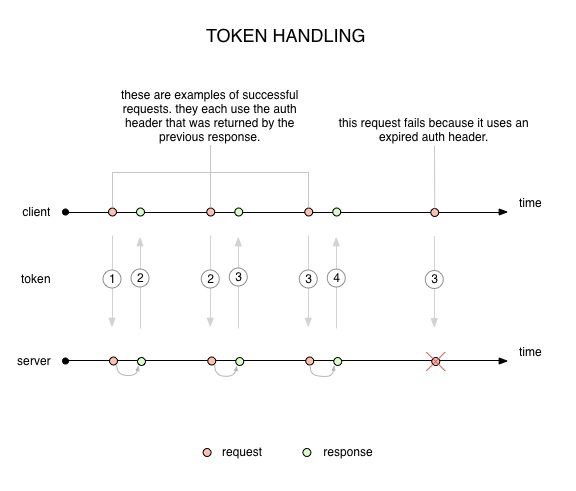 TOKEN HANDLING
these are examples of successful
requests. they each use the auth
header that was returned by the
previous response.
this request fails because it uses an
expired auth header.
client
time
token
1
2
2
3
3
4
3
server
time
request
response